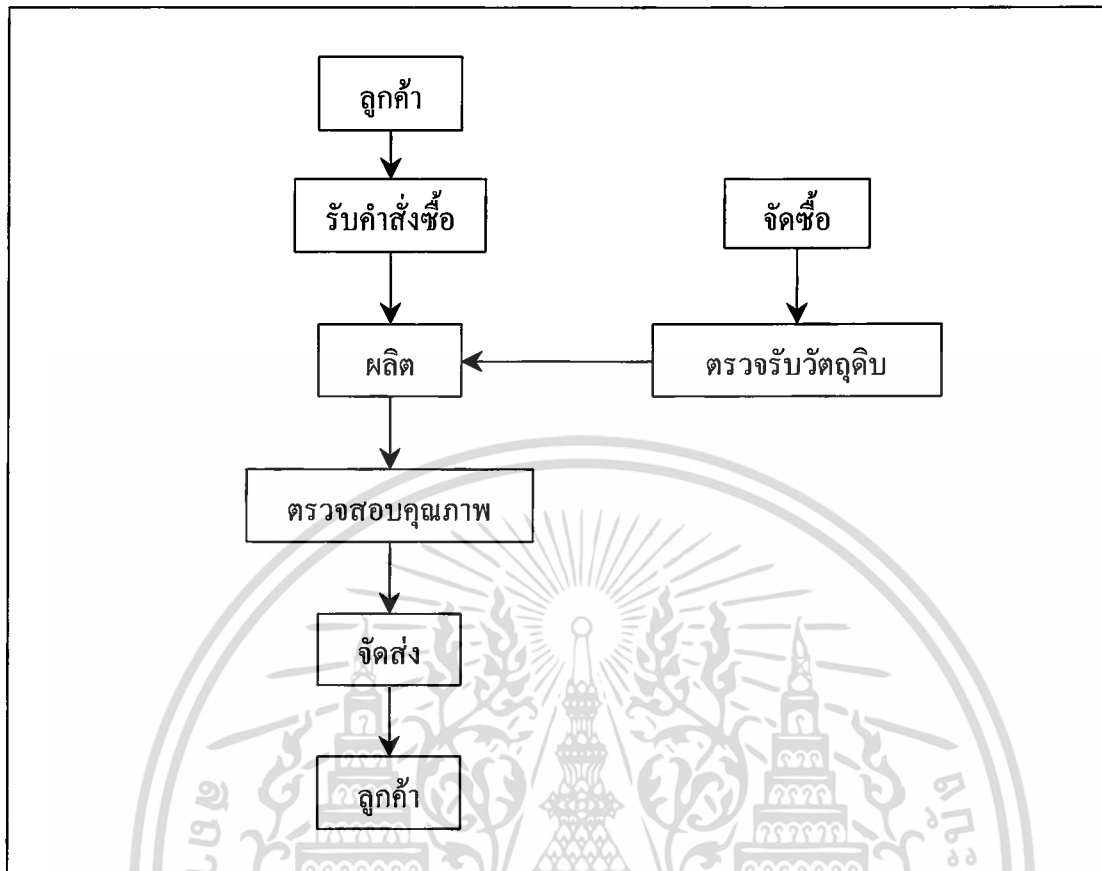 ลูกค้า
รับคำสั่งซื้อ
จัดซื้อ
ผลิต
ตรวจรับวัตถุดิบ
ตรวจสอบคุณภาพ
จัดส่ง
ลูกค้า